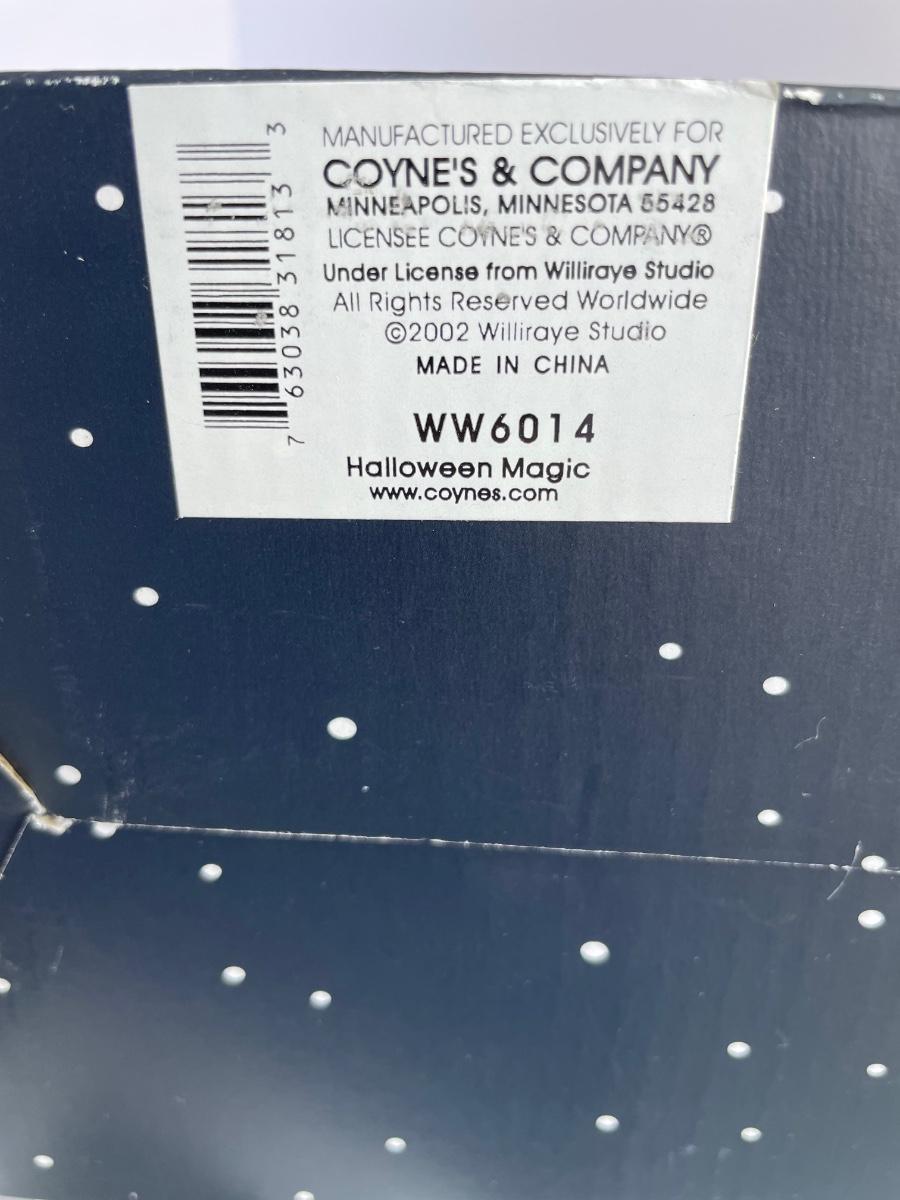 MANUFACTURED EXCLUSIVELY FOR
COYNE'S & COMPANY
MINNEAPOLIS, MINNESOTA 55428
LICENSEE COYNE'S & COMPANY®
Under License from Williraye Studio
All Rights Reserved Worldwide
©2002 Williraye Studio
MADE IN CHINA
WW6014
Halloween Magic
www.coynes.com
7 63038 31813 3